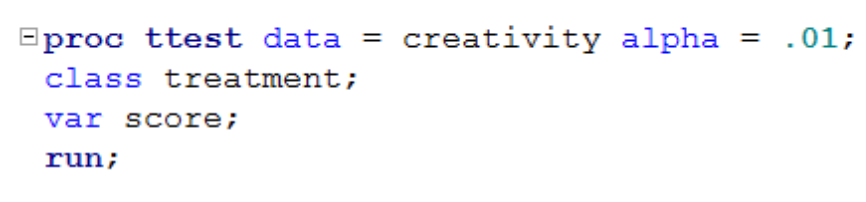 proc ttest data = creativity alpha = .01;
class treatment;
var score;
run;